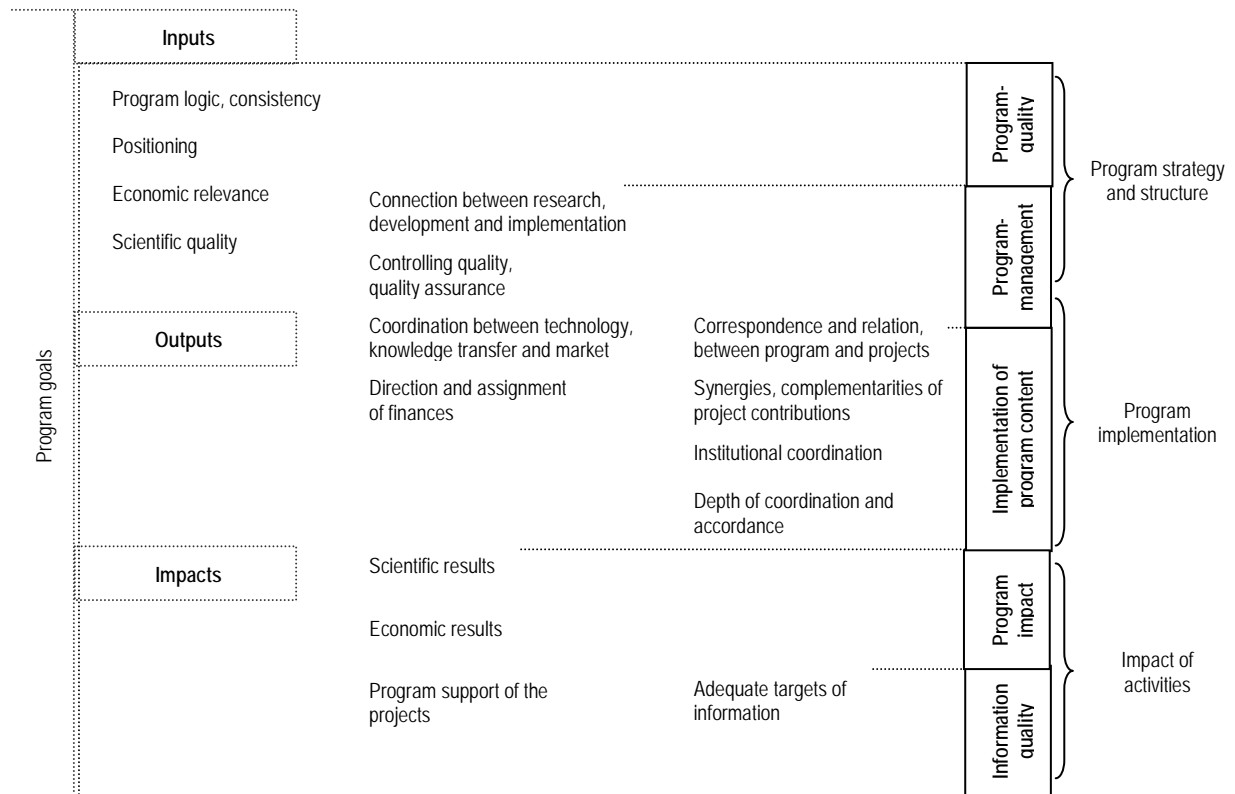 Inputs
Program logic, consistency
Positioning
Economic relevance
Scientific quality
Connection between research,
development and implementation
Controlling quality,
quality assurance
Outputs
Coordination between technology,
knowledge transfer and market
Direction and assignment
of finances
Correspondence and relation,
between program and projects
Synergies, complementarities of
project contributions
Institutional coordination
Depth of coordination and
accordance
Impacts
Scientific results
Economic results
Program support of the
projects
Adequate targets of
information
Program goals
Program-
quality
Program-
management
Implementation of
program content
Program
impact
Information
quality
Program strategy
and structure
Program
implementation
Impact of
activities